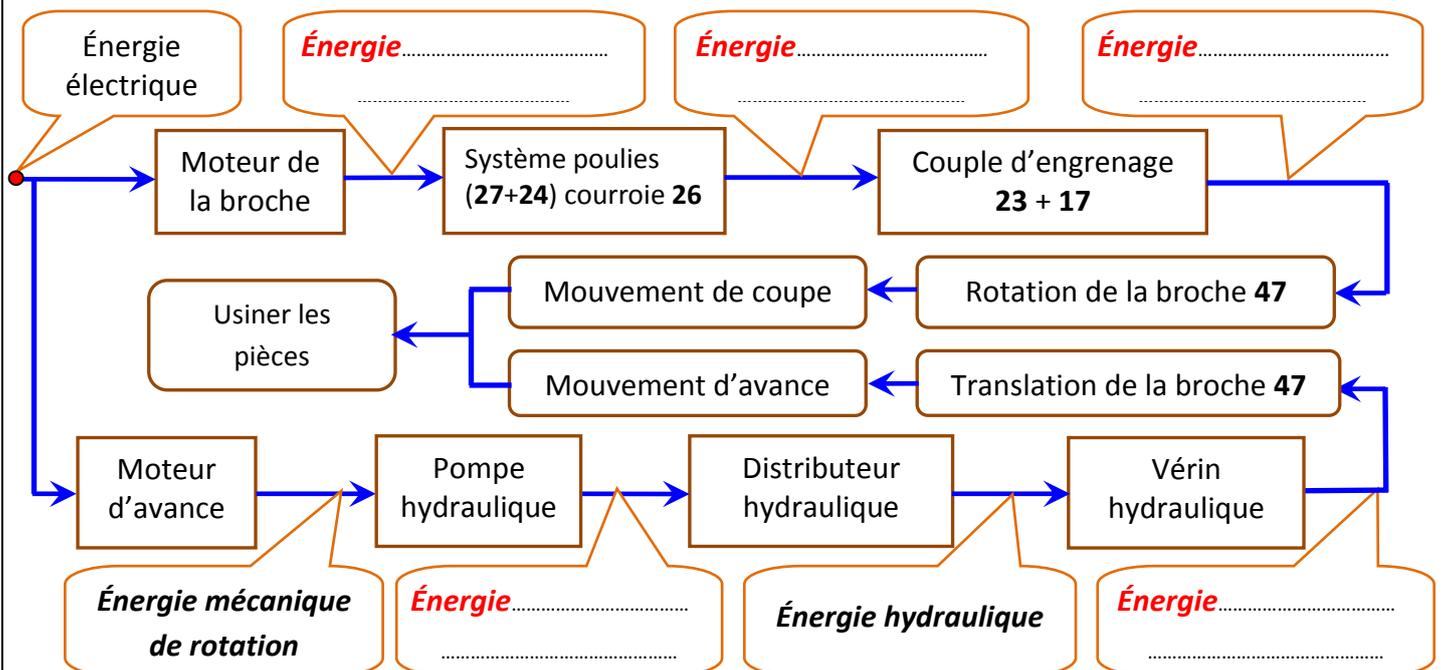 Énergie
électrique
Énergie......................................
......................................
Énergie......................................
......................................
Énergie......................................
......................................
Moteur de
la broche
Système poulies
(27+24) courroie 26
Couple d’engrenage
23 + 17
Usiner les
pièces
Mouvement de coupe
Rotation de la broche 47
Mouvement d’avance
Translation de la broche 47
Moteur
d’avance
Pompe
hydraulique
Distributeur
hydraulique
Vérin
hydraulique
Énergie mécanique
de rotation
Énergie......................................
......................................
Énergie hydraulique
Énergie......................................
......................................